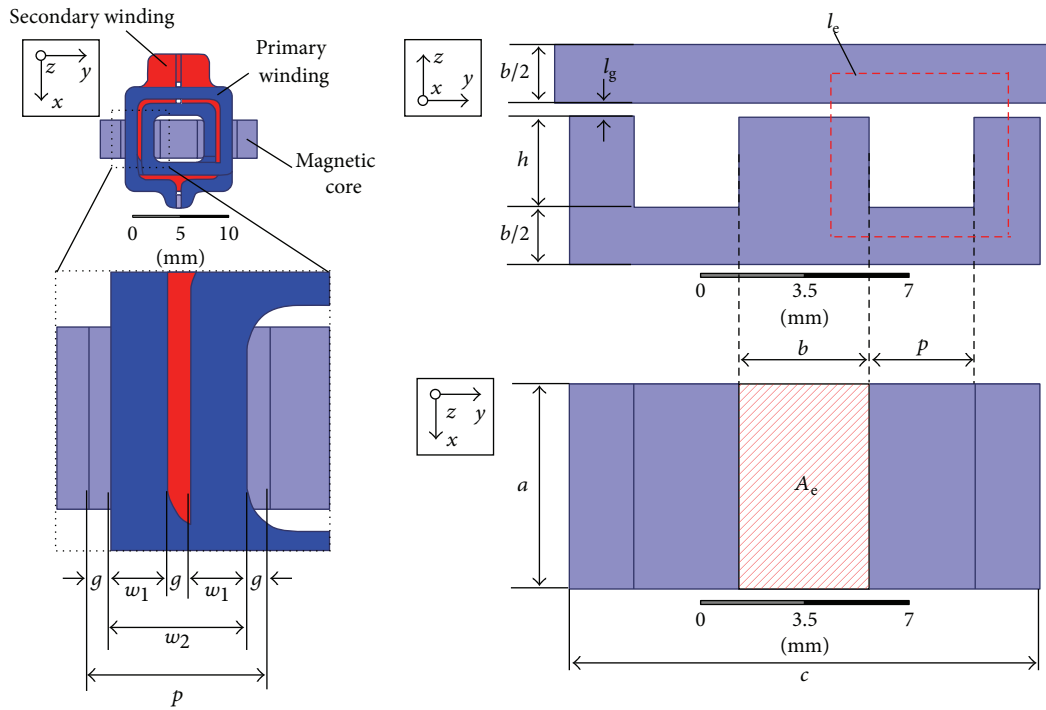 Secondary winding
z
y
x
Primary
winding
Magnetic
core
0
5
10
(mm)
g
w1
g
w1
g
w2
p
z
y
x
b/2
lg
le
h
b/2
0
3.5
7
(mm)
b
p
z
y
x
a
Ae
0
3.5
7
(mm)
c